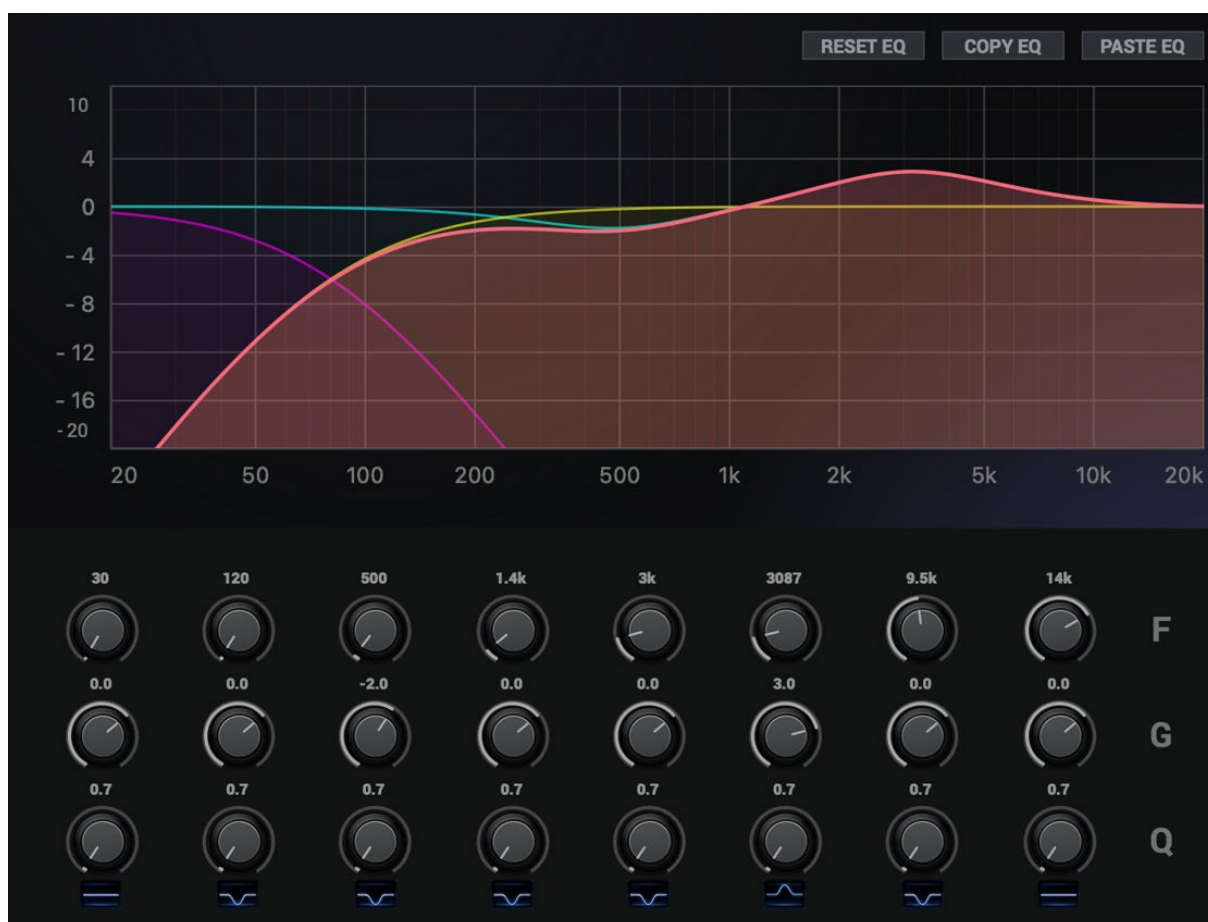 RESET EQ COPY EQ PASTE EQ
10
4
0
- 4
- 8
- 12
- 16
- 20
20 50 100 200 500 1k 2k 5k 10k 20k
30 120 500 1.4k 3k 3087 9.5k 14k
F
0.0 0.0 -2.0 0.0 0.0 3.0 0.0 0.0
G
0.7 0.7 0.7 0.7 0.7 0.7 0.7 0.7
Q